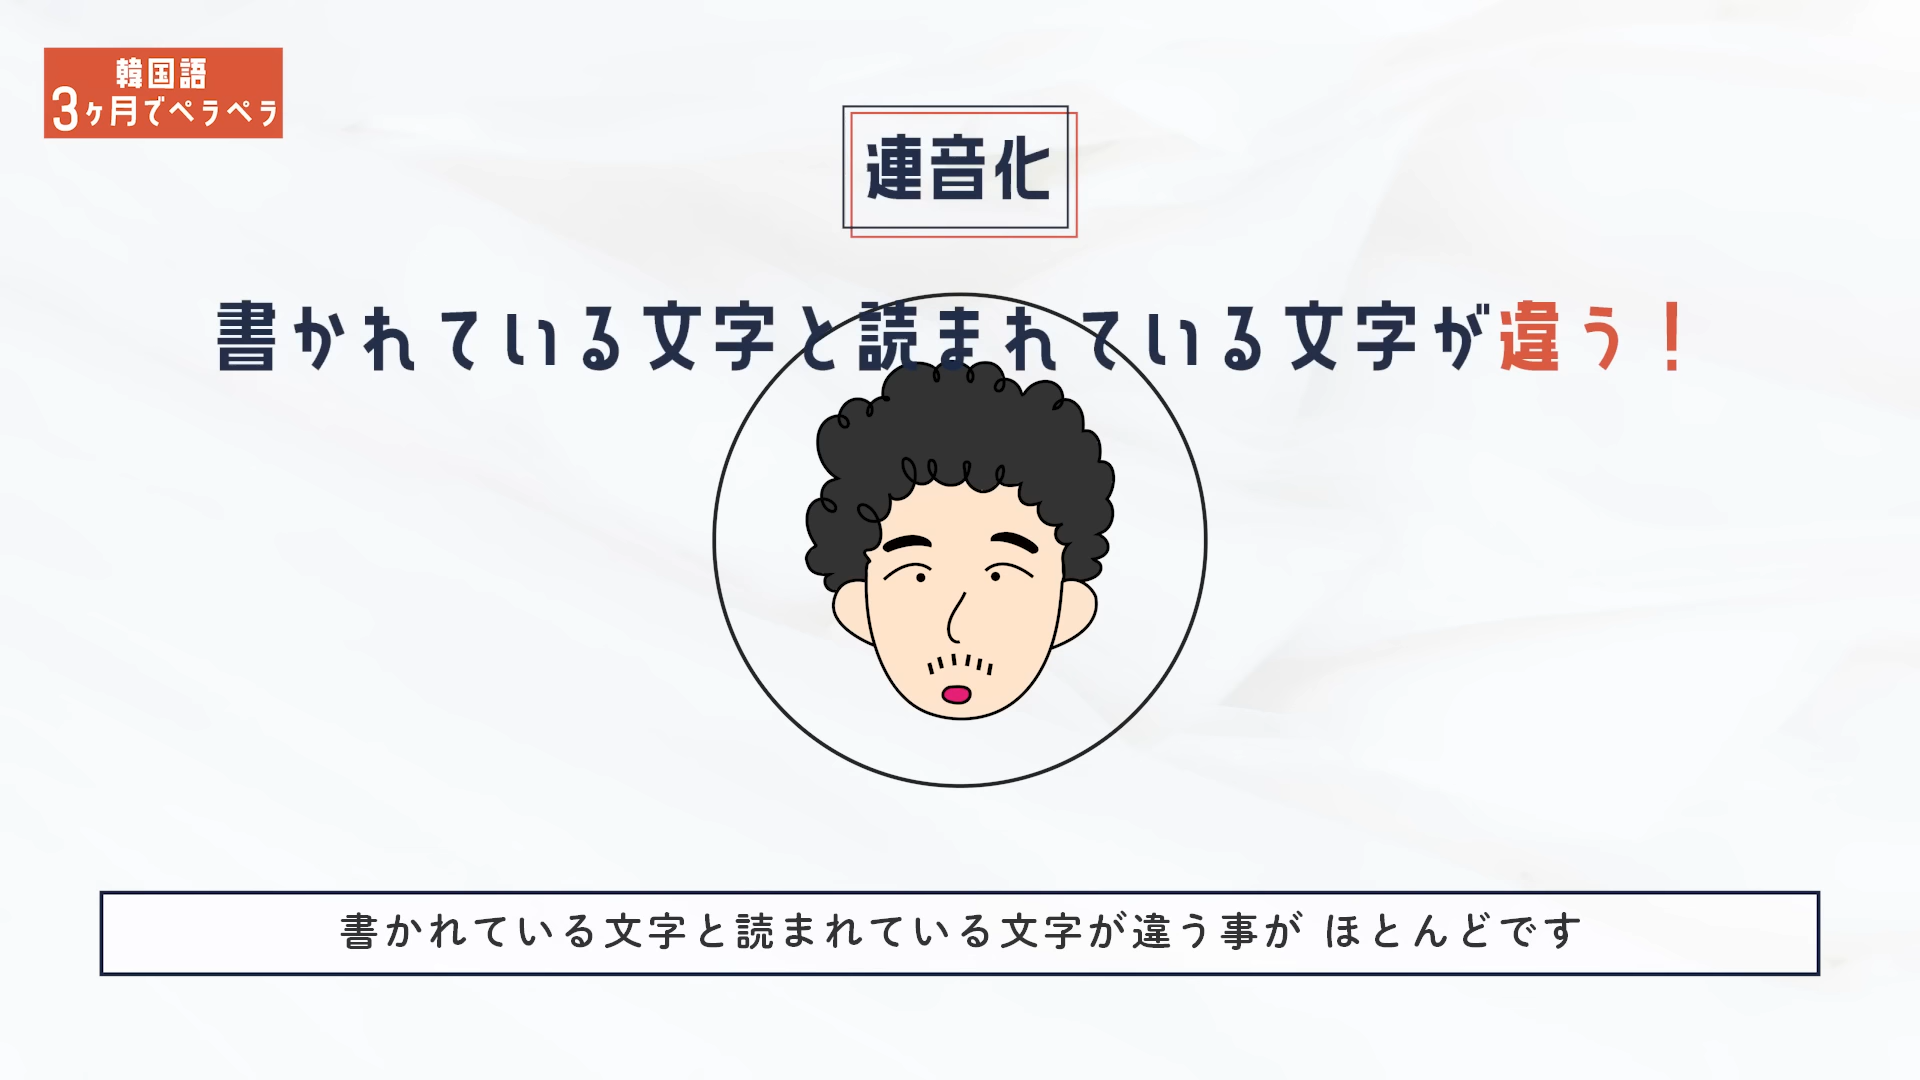 韓国語
3ヶ月でペラペラ
連音化
書かれている文字と読まれている文字が違う!
書かれている文字と読まれている文字が違う事が ほとんどです